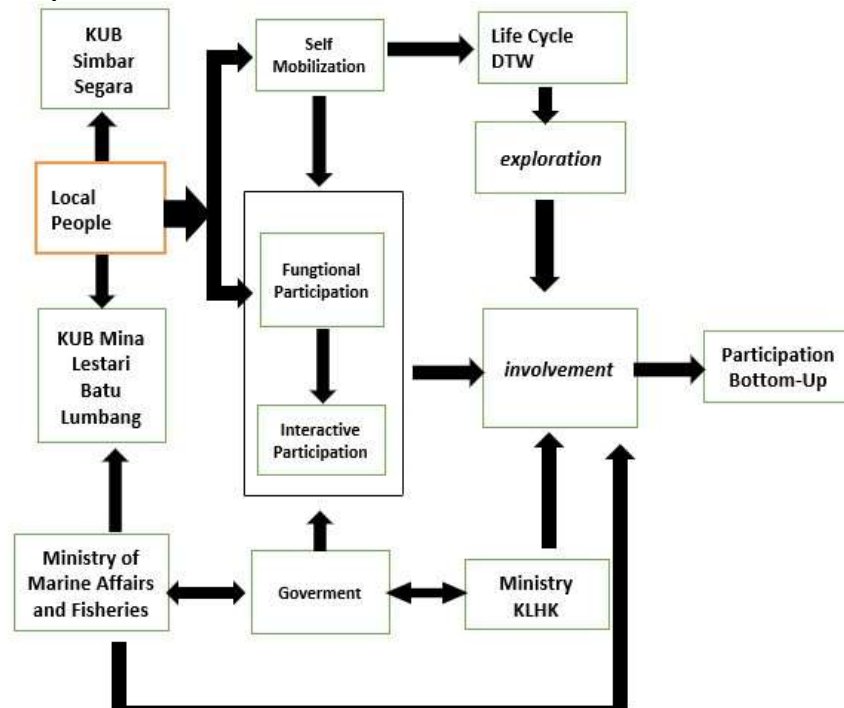 KUB
Simbar
Segara
Self
Mobilization
Life Cycle
DTW
exploration
Local
People
Fungtional
Participation
KUB Mina
Lestari
Batu
Lumbang
involvement
Participation
Bottom-Up
Interactive
Participation
Ministry of
Marine Affairs
and Fisheries
Goverment
Ministry
KLHK